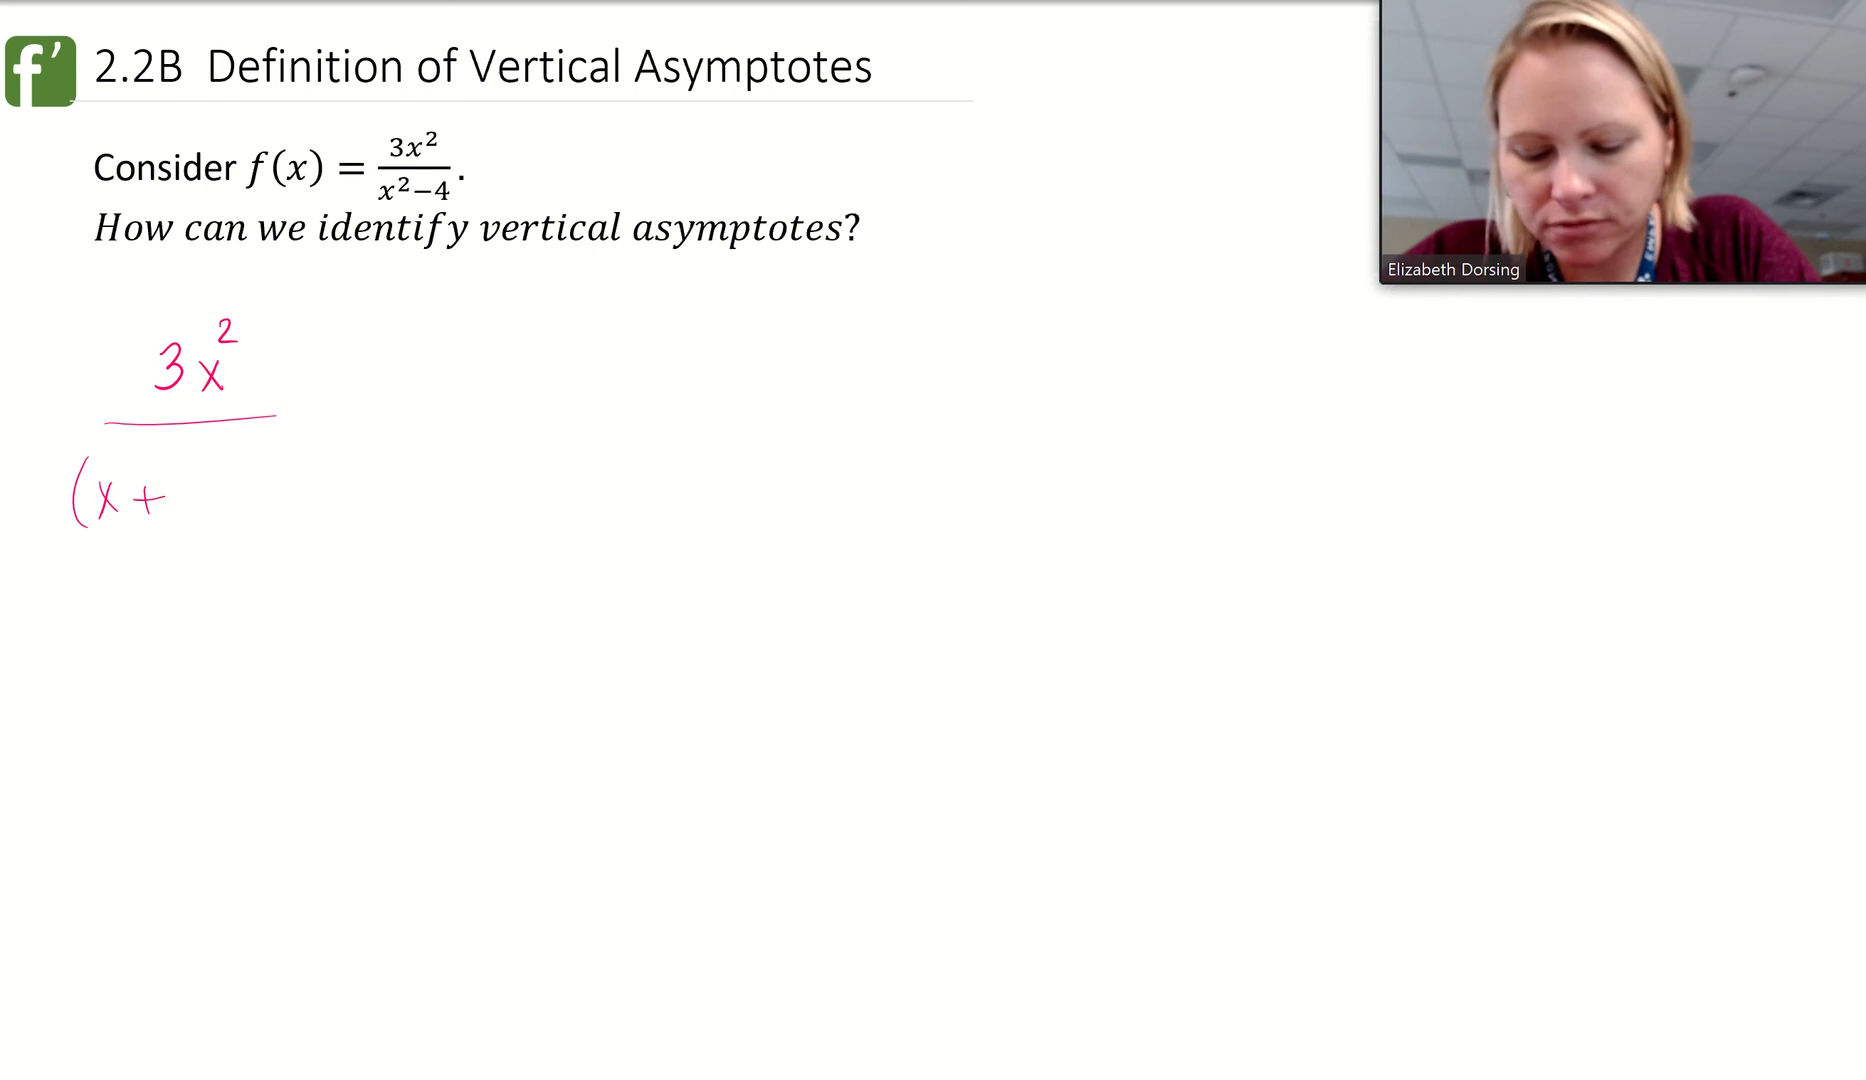 f’
2.2B Definition of Vertical Asymptotes
Consider f(x) = 3x²/(x²−4).
How can we identify vertical asymptotes?
Elizabeth Dorsing
3x²
(x +